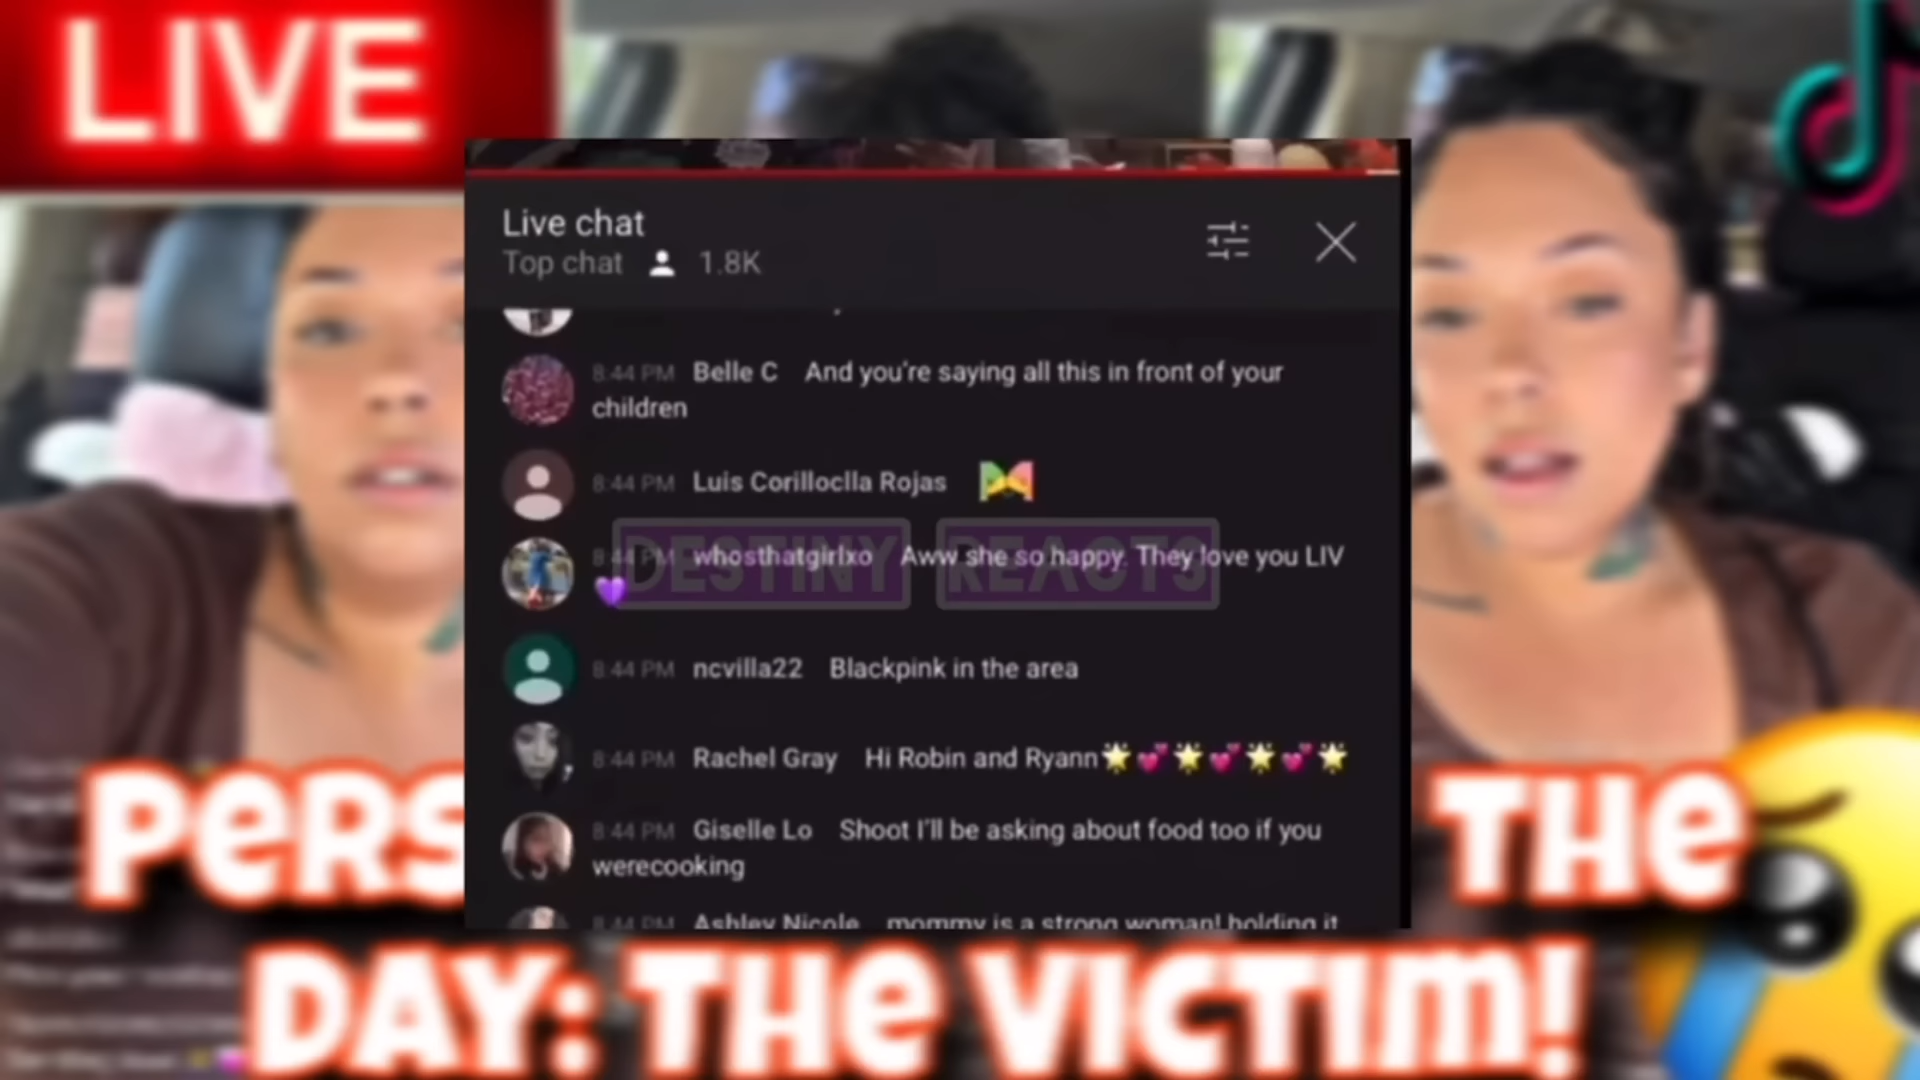 LIVE
Live chat
Top chat 1.8K
8:44 PM Belle C And you're saying all this in front of your
children
8:44 PM Luis Corilloclla Rojas
8:44 PM whosthatgirlxo Aww she so happy. They love you LIV
💜
DESTINY REACTS
8:44 PM ncvilla22 Blackpink in the area
8:44 PM Rachel Gray Hi Robin and Ryann🌟💕🌟💕🌟💕🌟
8:44 PM Giselle Lo Shoot I'll be asking about food too if you
werecooking
8:44 PM Ashley Nicole mommy is a strong woman! holding it
PERS THE
DAY: THE VICTIM!